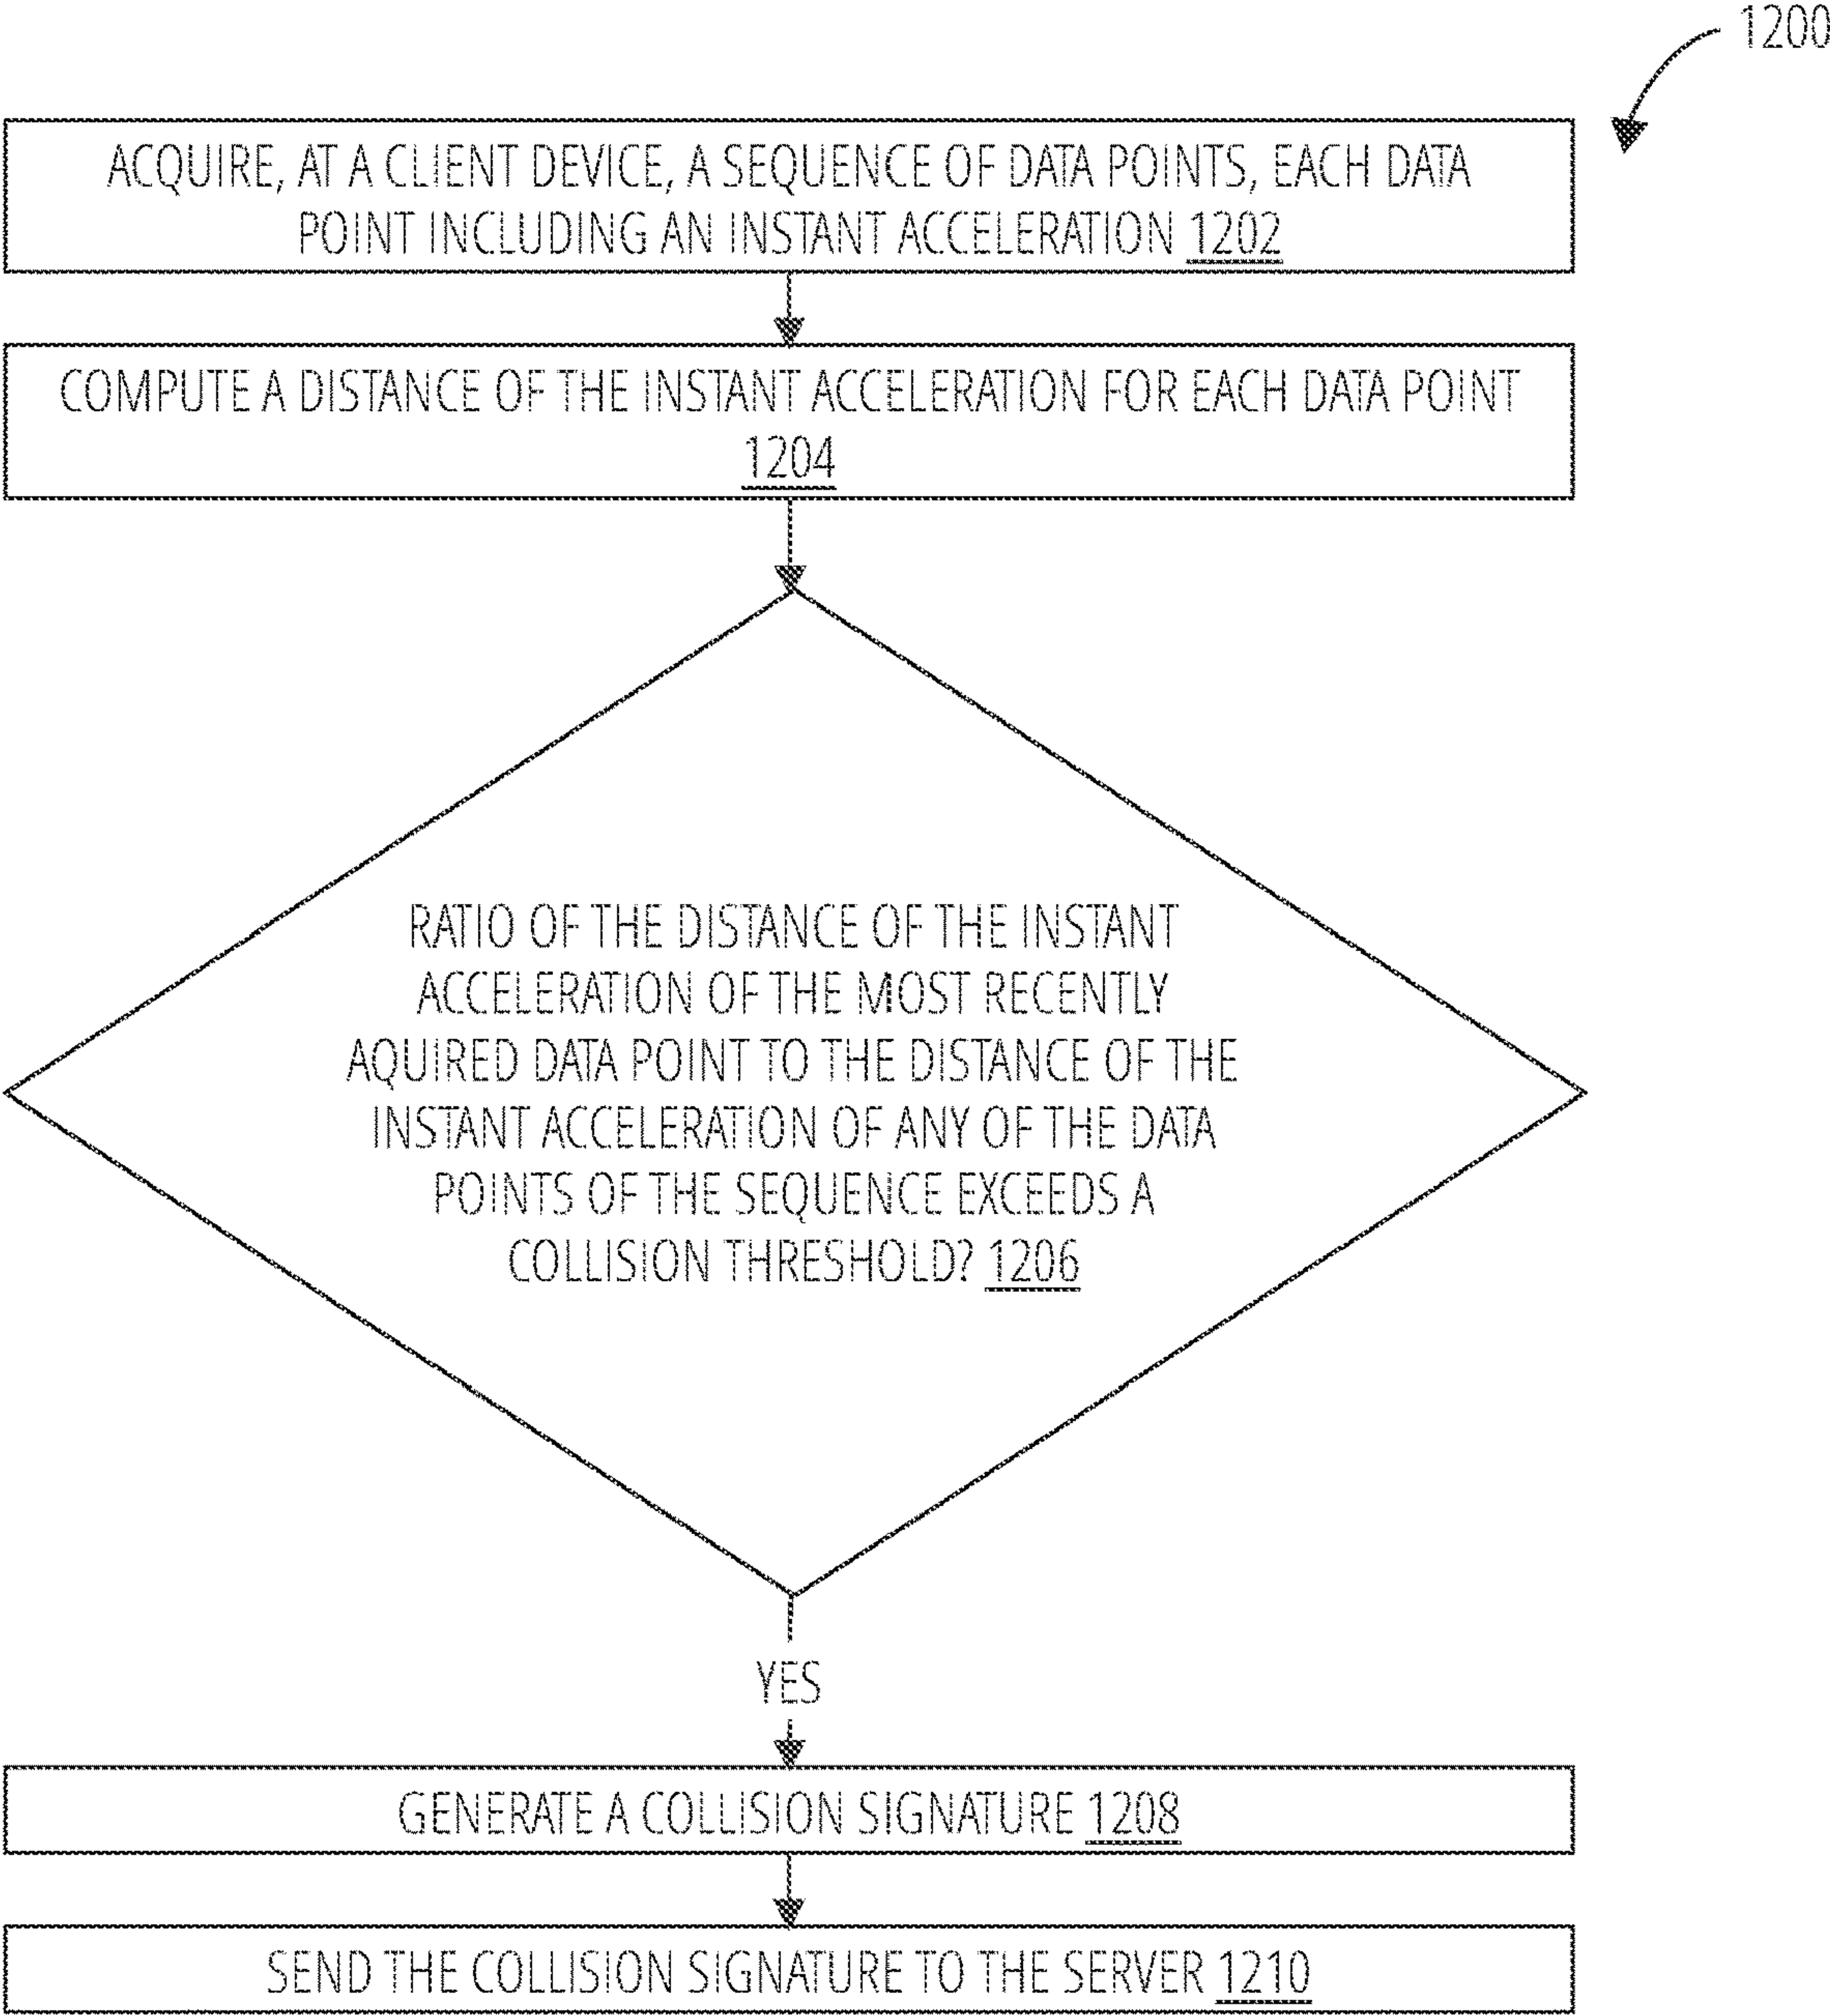 1200
ACQUIRE, AT A CLIENT DEVICE, A SEQUENCE OF DATA POINTS, EACH DATA
POINT INCLUDING AN INSTANT ACCELERATION 1202
COMPUTE A DISTANCE OF THE INSTANT ACCELERATION FOR EACH DATA POINT
1204
RATIO OF THE DISTANCE OF THE INSTANT
ACCELERATION OF THE MOST RECENTLY
AQUIRED DATA POINT TO THE DISTANCE OF THE
INSTANT ACCELERATION OF ANY OF THE DATA
POINTS OF THE SEQUENCE EXCEEDS A
COLLISION THRESHOLD? 1206
YES
GENERATE A COLLISION SIGNATURE 1208
SEND THE COLLISION SIGNATURE TO THE SERVER 1210